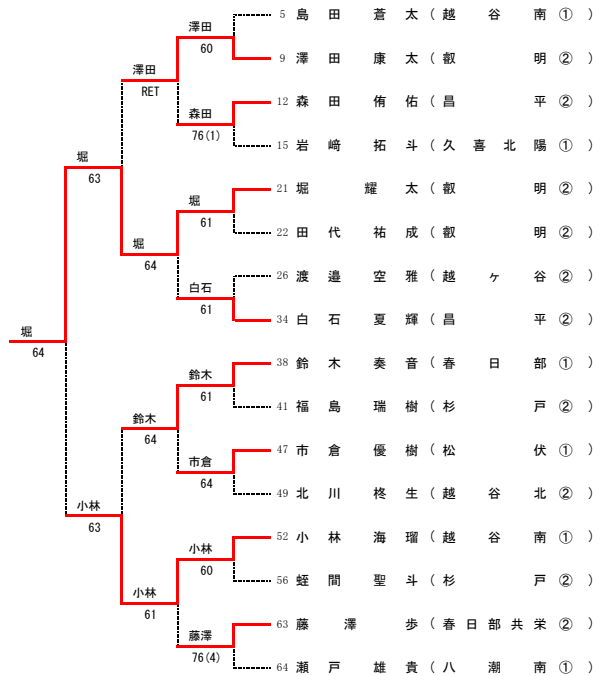 5 島田 蒼太 （越谷南 ①）
澤田
60
9 澤田 康太 （叡明 ②）
澤田
RET
12 森田 侑佑 （昌平 ②）
森田
76(1)
15 岩﨑 拓斗 （久喜北陽 ①）
堀
63
21 堀 耀太 （叡明 ②）
堀
61
22 田代 祐成 （叡明 ②）
堀
64
26 渡邉 空雅 （越ヶ谷 ②）
白石
61
34 白石 夏輝 （昌平 ②）
堀
64
38 鈴木 奏音 （春日部 ①）
鈴木
61
41 福島 瑞樹 （杉戸 ②）
鈴木
64
47 市倉 優樹 （松伏 ①）
市倉
64
49 北川 柊生 （越谷北 ②）
小林
63
52 小林 海瑠 （越谷南 ①）
小林
60
56 蛭間 聖斗 （杉戸 ②）
小林
61
63 藤澤 歩 （春日部共栄 ②）
藤澤
76(4)
64 瀬戸 雄貴 （八潮南 ①）